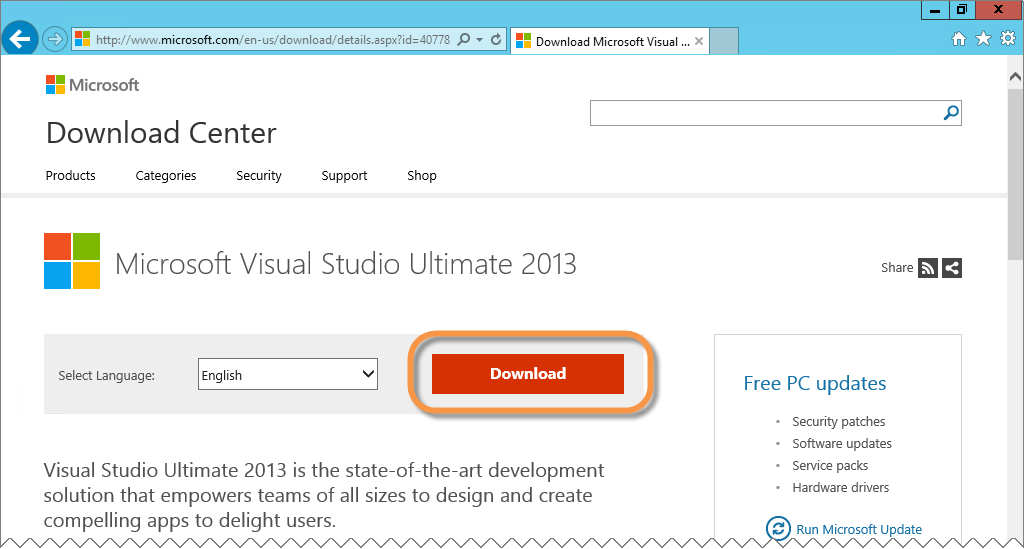 http://www.microsoft.com/en-us/download/details.aspx?id=40778
Download Microsoft Visual ...
Microsoft
Download Center
Products Categories Security Support Shop
Microsoft Visual Studio Ultimate 2013
Share
Select Language:
English
Download
Visual Studio Ultimate 2013 is the state-of-the-art development
solution that empowers teams of all sizes to design and create
compelling apps to delight users.
Free PC updates
• Security patches
• Software updates
• Service packs
• Hardware drivers
Run Microsoft Update